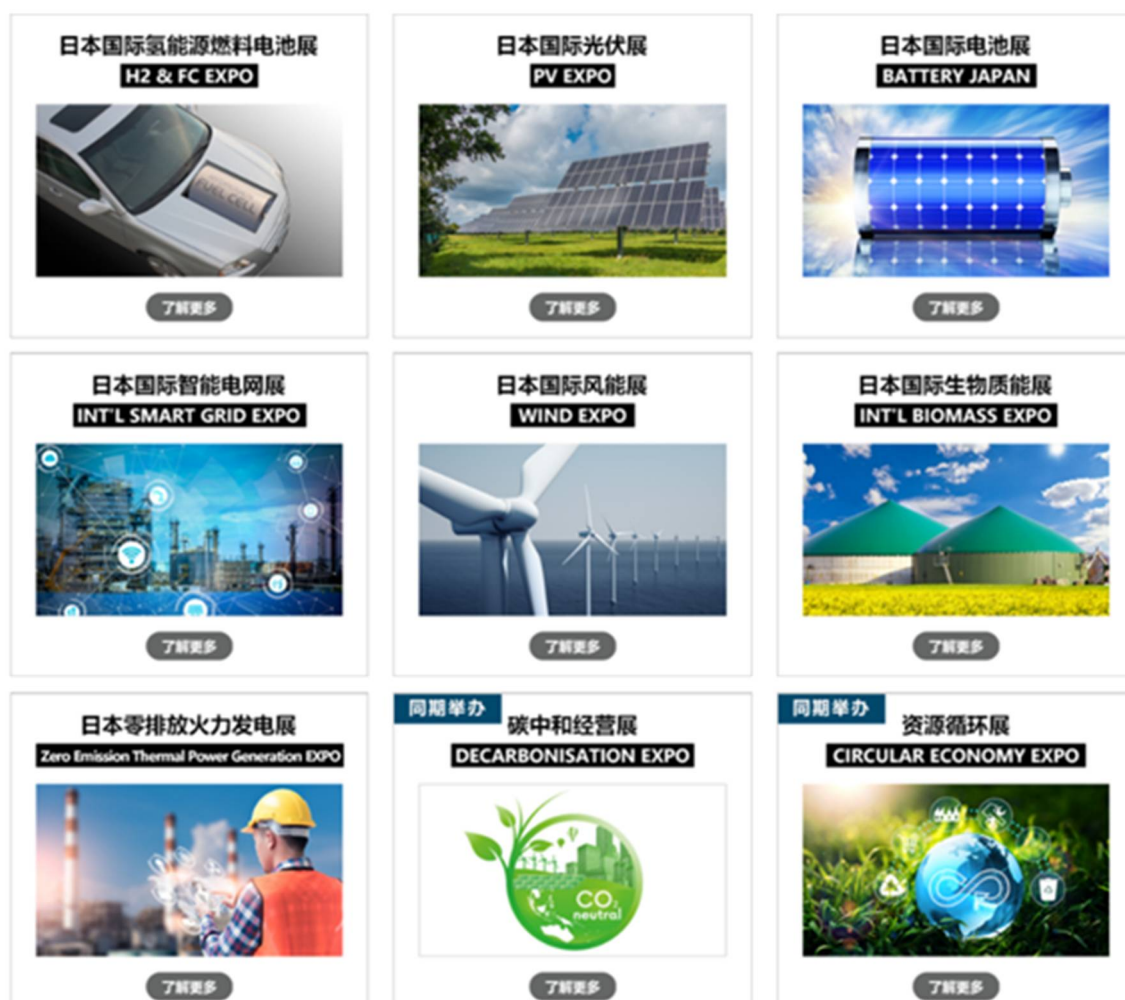 日本国际氢能源燃料电池展
H2 & FC EXPO
FUEL CELL
了解更多
日本国际光伏展
PV EXPO
了解更多
日本国际电池展
BATTERY JAPAN
了解更多
日本国际智能电网展
INT'L SMART GRID EXPO
了解更多
日本国际风能展
WIND EXPO
了解更多
日本国际生物质能展
INT'L BIOMASS EXPO
了解更多
日本零排放火力发电展
Zero Emission Thermal Power Generation EXPO
了解更多
同期举办
碳中和经营展
DECARBONISATION EXPO
CO₂
neutral
了解更多
同期举办
资源循环展
CIRCULAR ECONOMY EXPO
了解更多